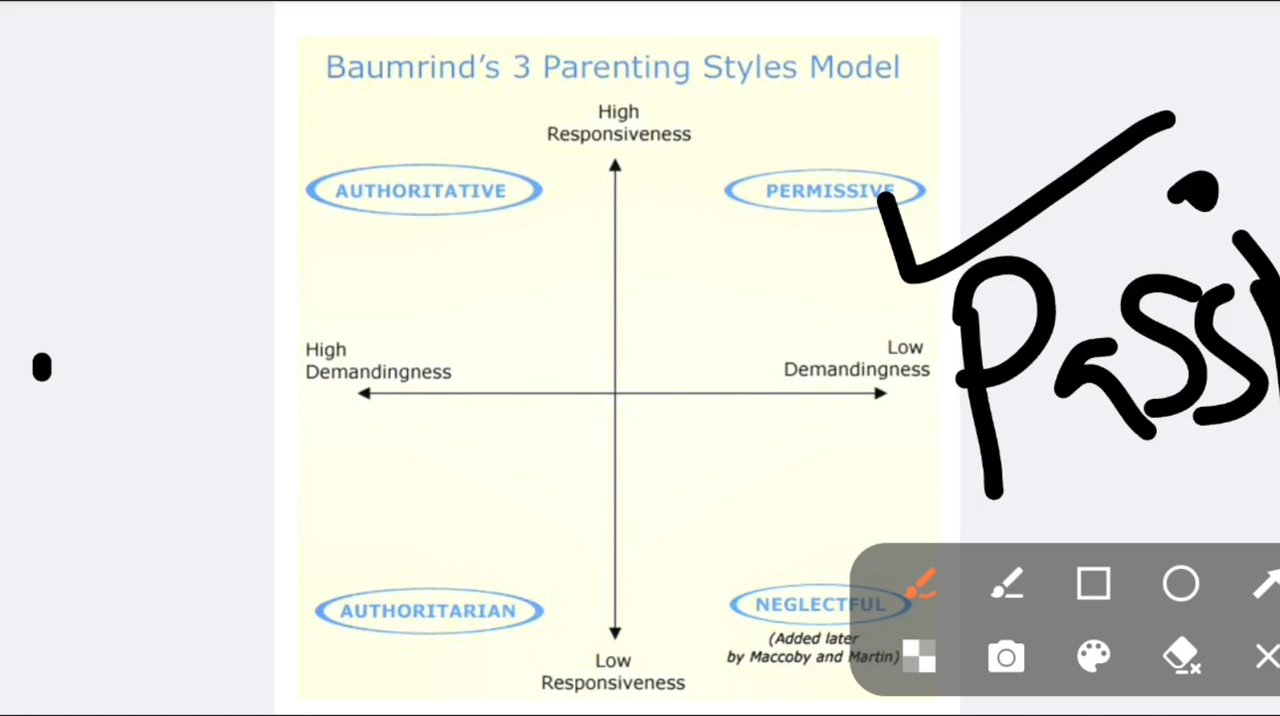 Baumrind's 3 Parenting Styles Model
High
Responsiveness
AUTHORITATIVE
PERMISSIVE
High
Demandingness
Low
Demandingness
AUTHORITARIAN
NEGLECTFUL
(Added later
by Maccoby and Martin)
Low
Responsiveness